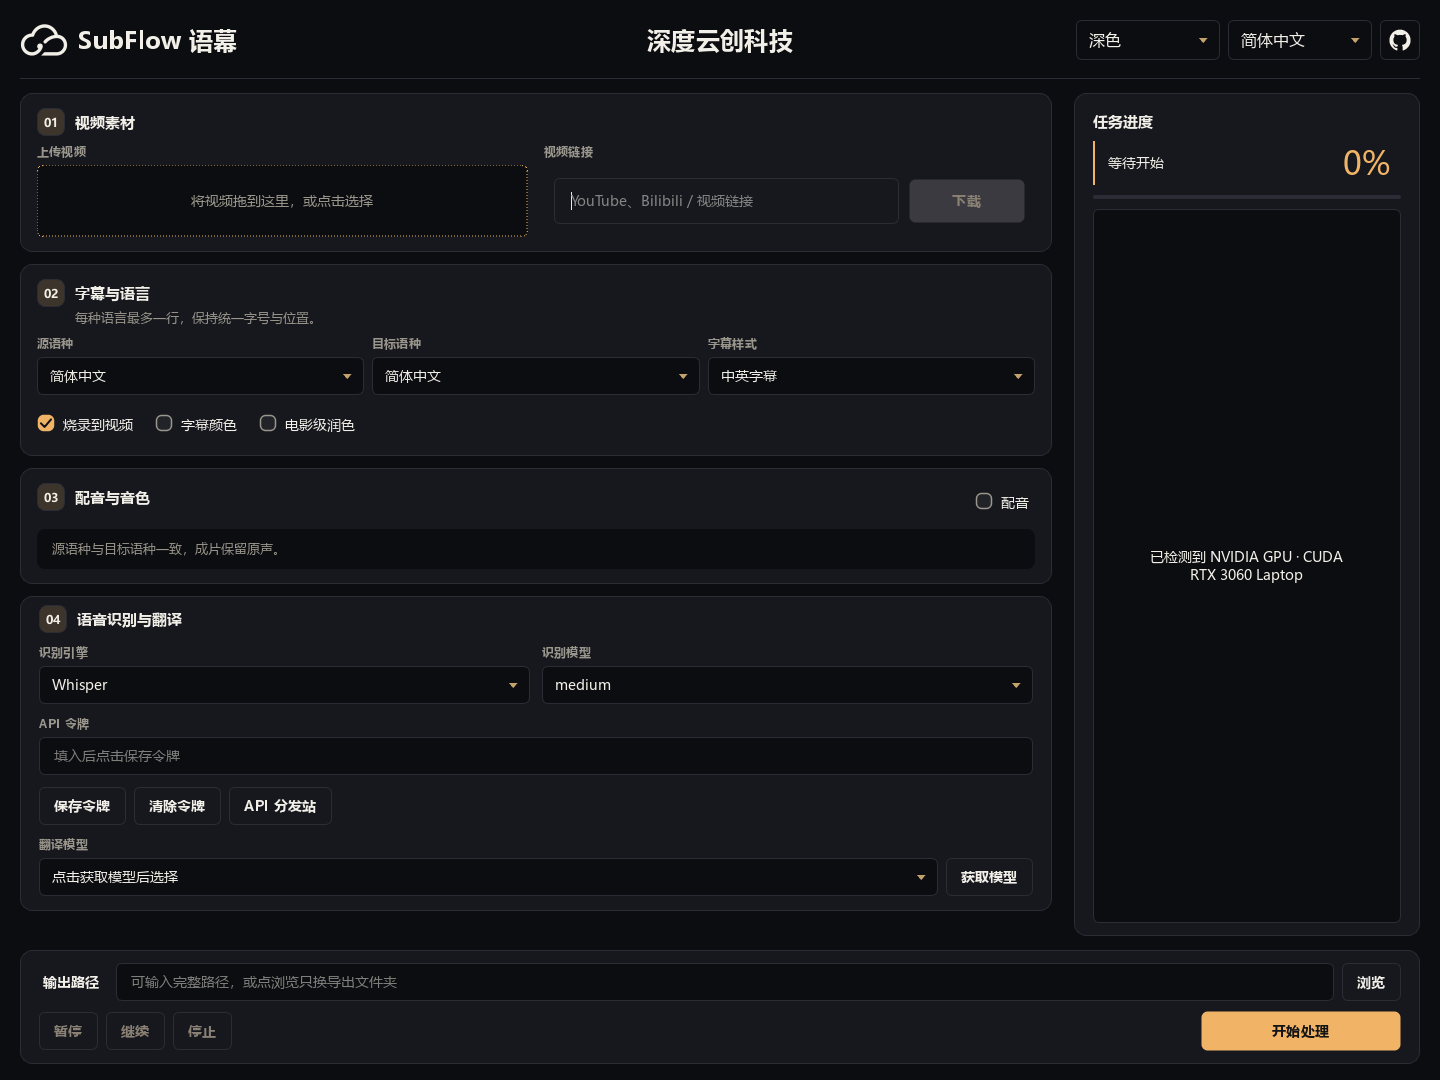 SubFlow 语幕
深度云创科技
深色
简体中文
01 视频素材
上传视频
将视频拖到这里，或点击选择
视频链接
YouTube、Bilibili / 视频链接
下载
02 字幕与语言
每种语言最多一行，保持统一字号与位置。
源语种
简体中文
目标语种
简体中文
字幕样式
中英字幕
烧录到视频
字幕颜色
电影级润色
03 配音与音色
配音
源语种与目标语种一致，成片保留原声。
04 语音识别与翻译
识别引擎
Whisper
识别模型
medium
API 令牌
填入后点击保存令牌
保存令牌
清除令牌
API 分发站
翻译模型
点击获取模型后选择
获取模型
任务进度
等待开始
0%
已检测到 NVIDIA GPU · CUDA
RTX 3060 Laptop
输出路径
可输入完整路径，或点浏览只换导出文件夹
浏览
暂停
继续
停止
开始处理